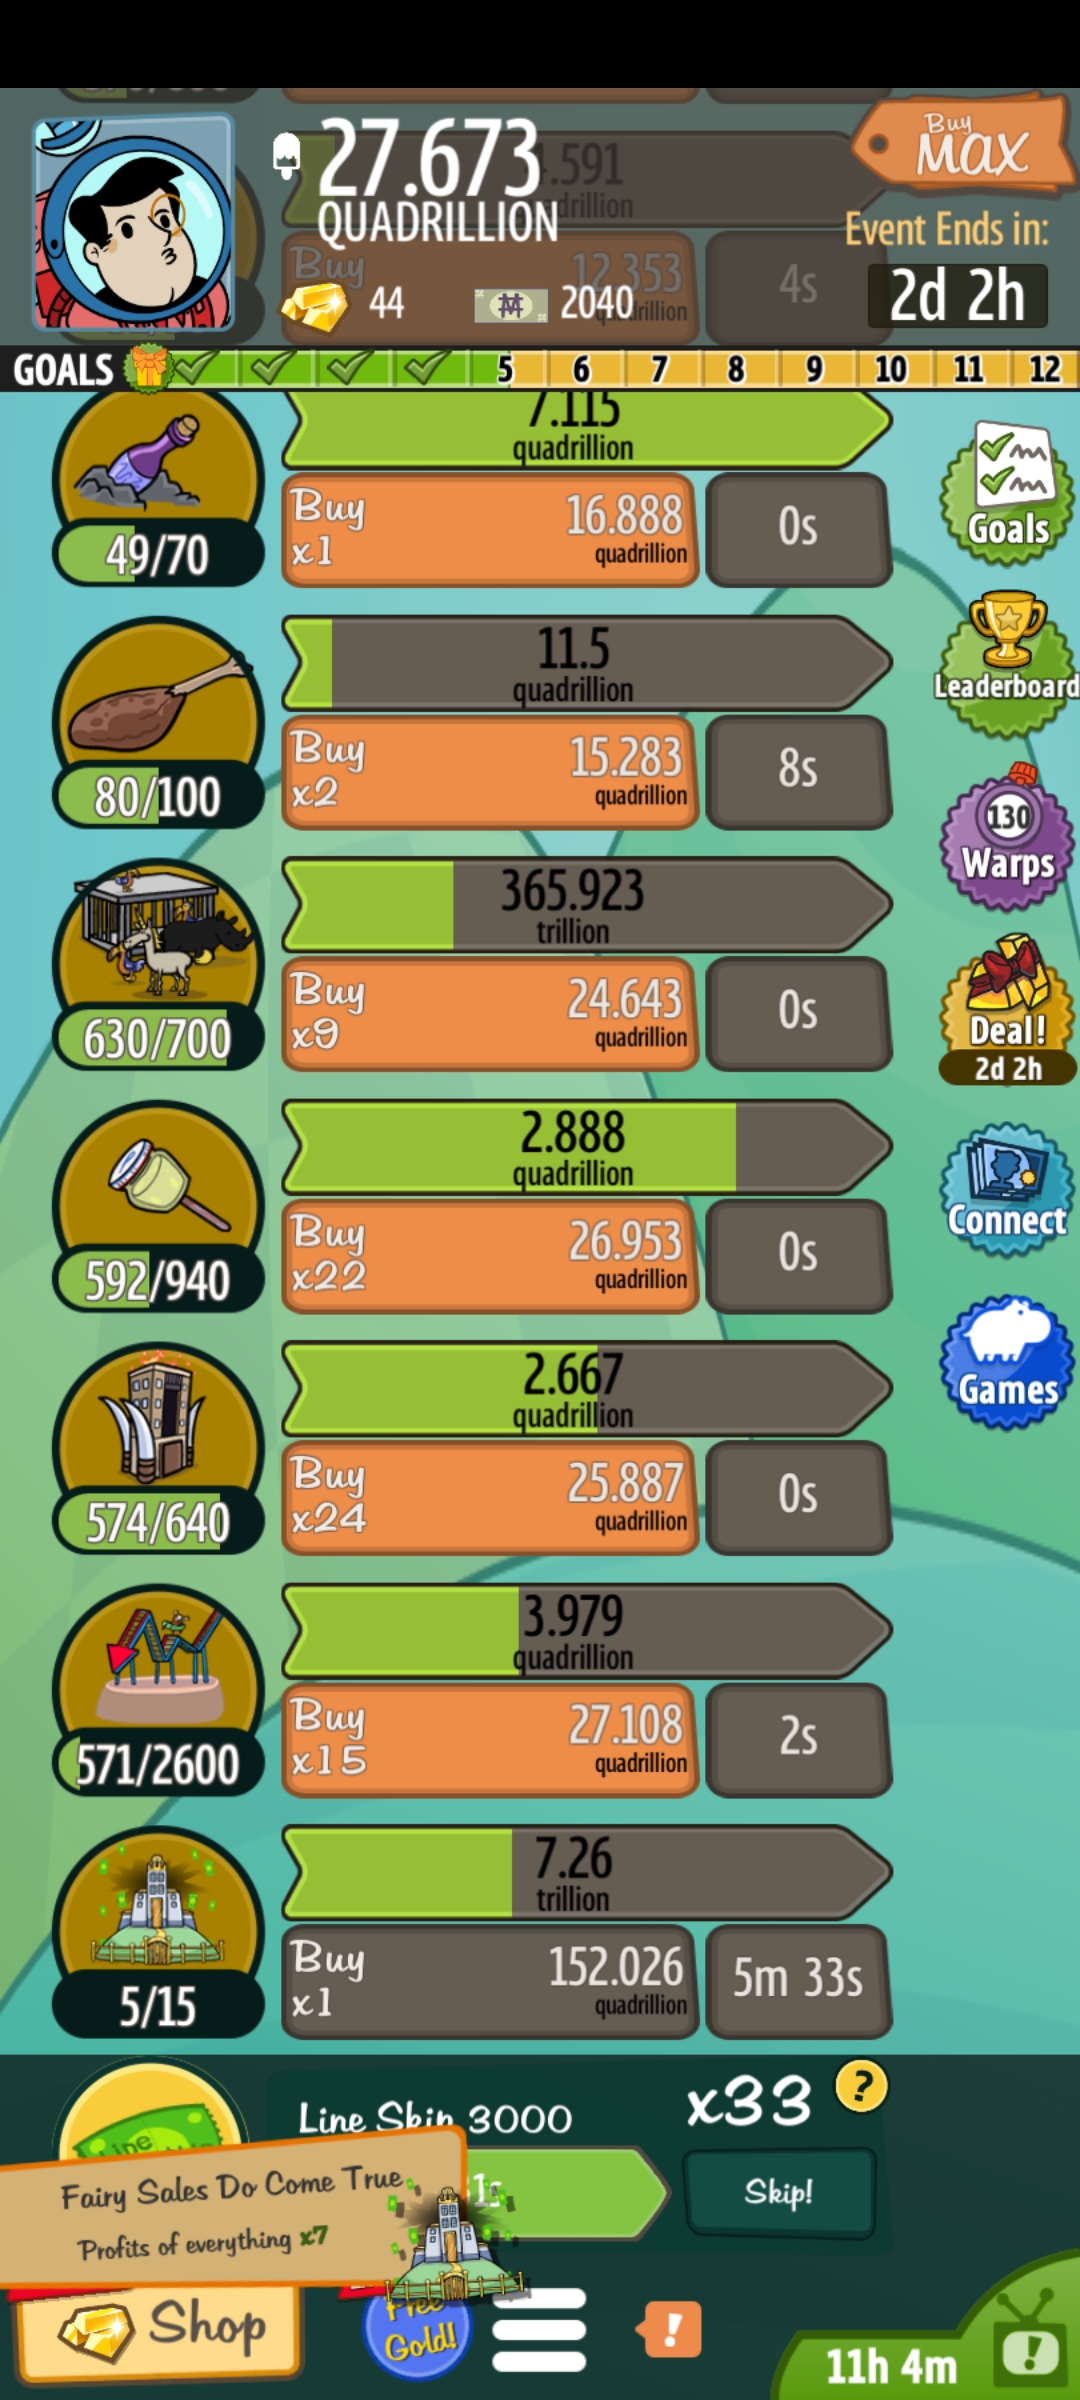 27.673
QUADRILLION
44
2040
Buy
MAX
Event Ends in:
2d 2h
.591
Buy
12.353
4s
GOALS
5 6 7 8 9 10 11 12
7.115
quadrillion
Buy
x1
16.888
quadrillion
0s
49/70
Goals
11.5
quadrillion
Buy
x2
15.283
quadrillion
8s
80/100
Leaderboard
365.923
trillion
Buy
x9
24.643
quadrillion
0s
630/700
130
Warps
Deal!
2d 2h
2.888
quadrillion
Buy
x22
26.953
quadrillion
0s
592/940
Connect
2.667
quadrillion
Buy
x24
25.887
quadrillion
0s
574/640
Games
3.979
quadrillion
Buy
x15
27.108
quadrillion
2s
571/2600
7.26
trillion
Buy
x1
152.026
quadrillion
5m 33s
5/15
Line Skip 3000
x33
?
Skip!
Fairy Sales Do Come True
Profits of everything x7
Shop
Free
Gold!
!
11h 4m
!